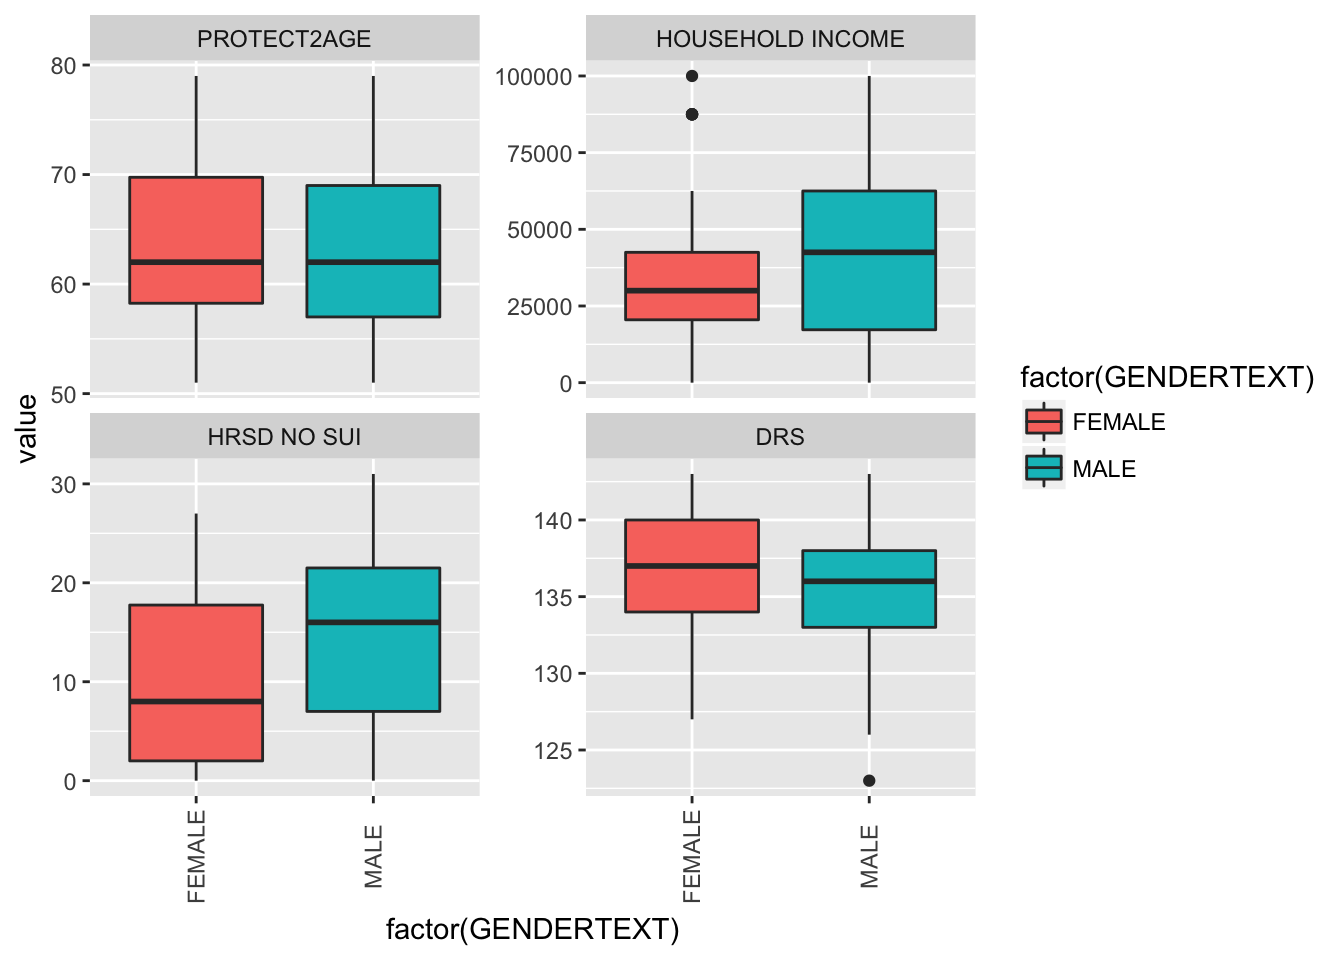 PROTECT2AGE
HOUSEHOLD INCOME
80
70
60
50
100000
75000
50000
25000
0
value
HRSD NO SUI
DRS
30
20
10
0
140
135
130
125
FEMALE
MALE
FEMALE
MALE
factor(GENDERTEXT)
factor(GENDERTEXT)
FEMALE
MALE